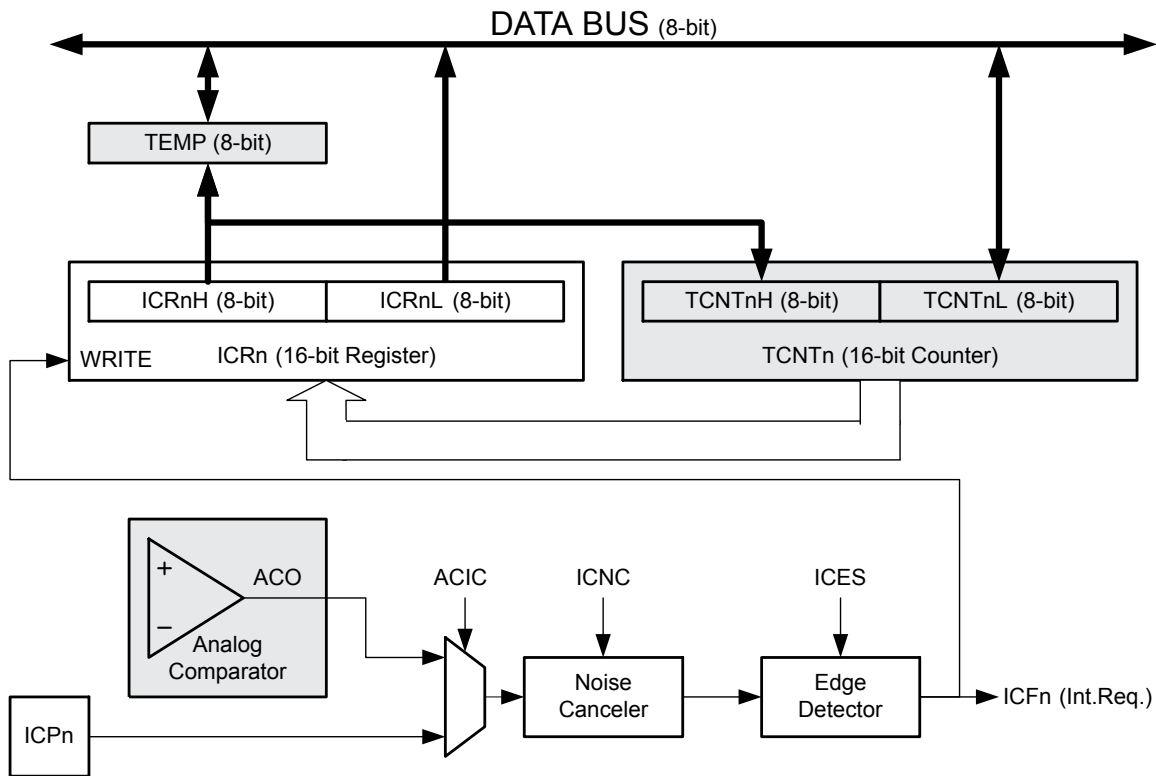 DATA BUS (8-bit)
TEMP (8-bit)
ICRnH (8-bit)
ICRnL (8-bit)
TCNTnH (8-bit)
TCNTnL (8-bit)
WRITE
ICRn (16-bit Register)
TCNTn (16-bit Counter)
+
−
ACO
Analog
Comparator
ACIC
ICNC
ICES
Noise
Canceler
Edge
Detector
ICFn (Int.Req.)
ICPn